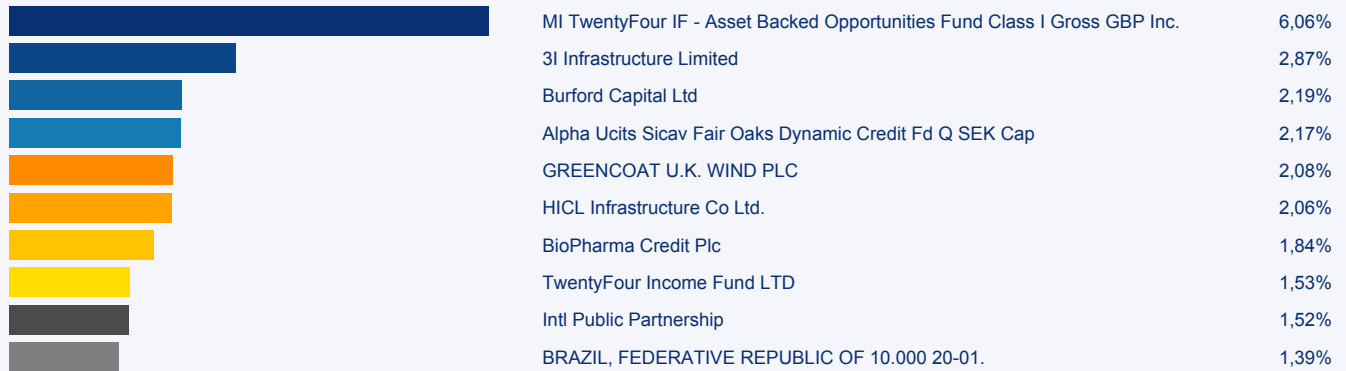 MI TwentyFour IF - Asset Backed Opportunities Fund Class I Gross GBP Inc. 6,06%
3I Infrastructure Limited 2,87%
Burford Capital Ltd 2,19%
Alpha Ucits Sicav Fair Oaks Dynamic Credit Fd Q SEK Cap 2,17%
GREENCOAT U.K. WIND PLC 2,08%
HICL Infrastructure Co Ltd. 2,06%
BioPharma Credit Plc 1,84%
TwentyFour Income Fund LTD 1,53%
Intl Public Partnership 1,52%
BRAZIL, FEDERATIVE REPUBLIC OF 10.000 20-01. 1,39%